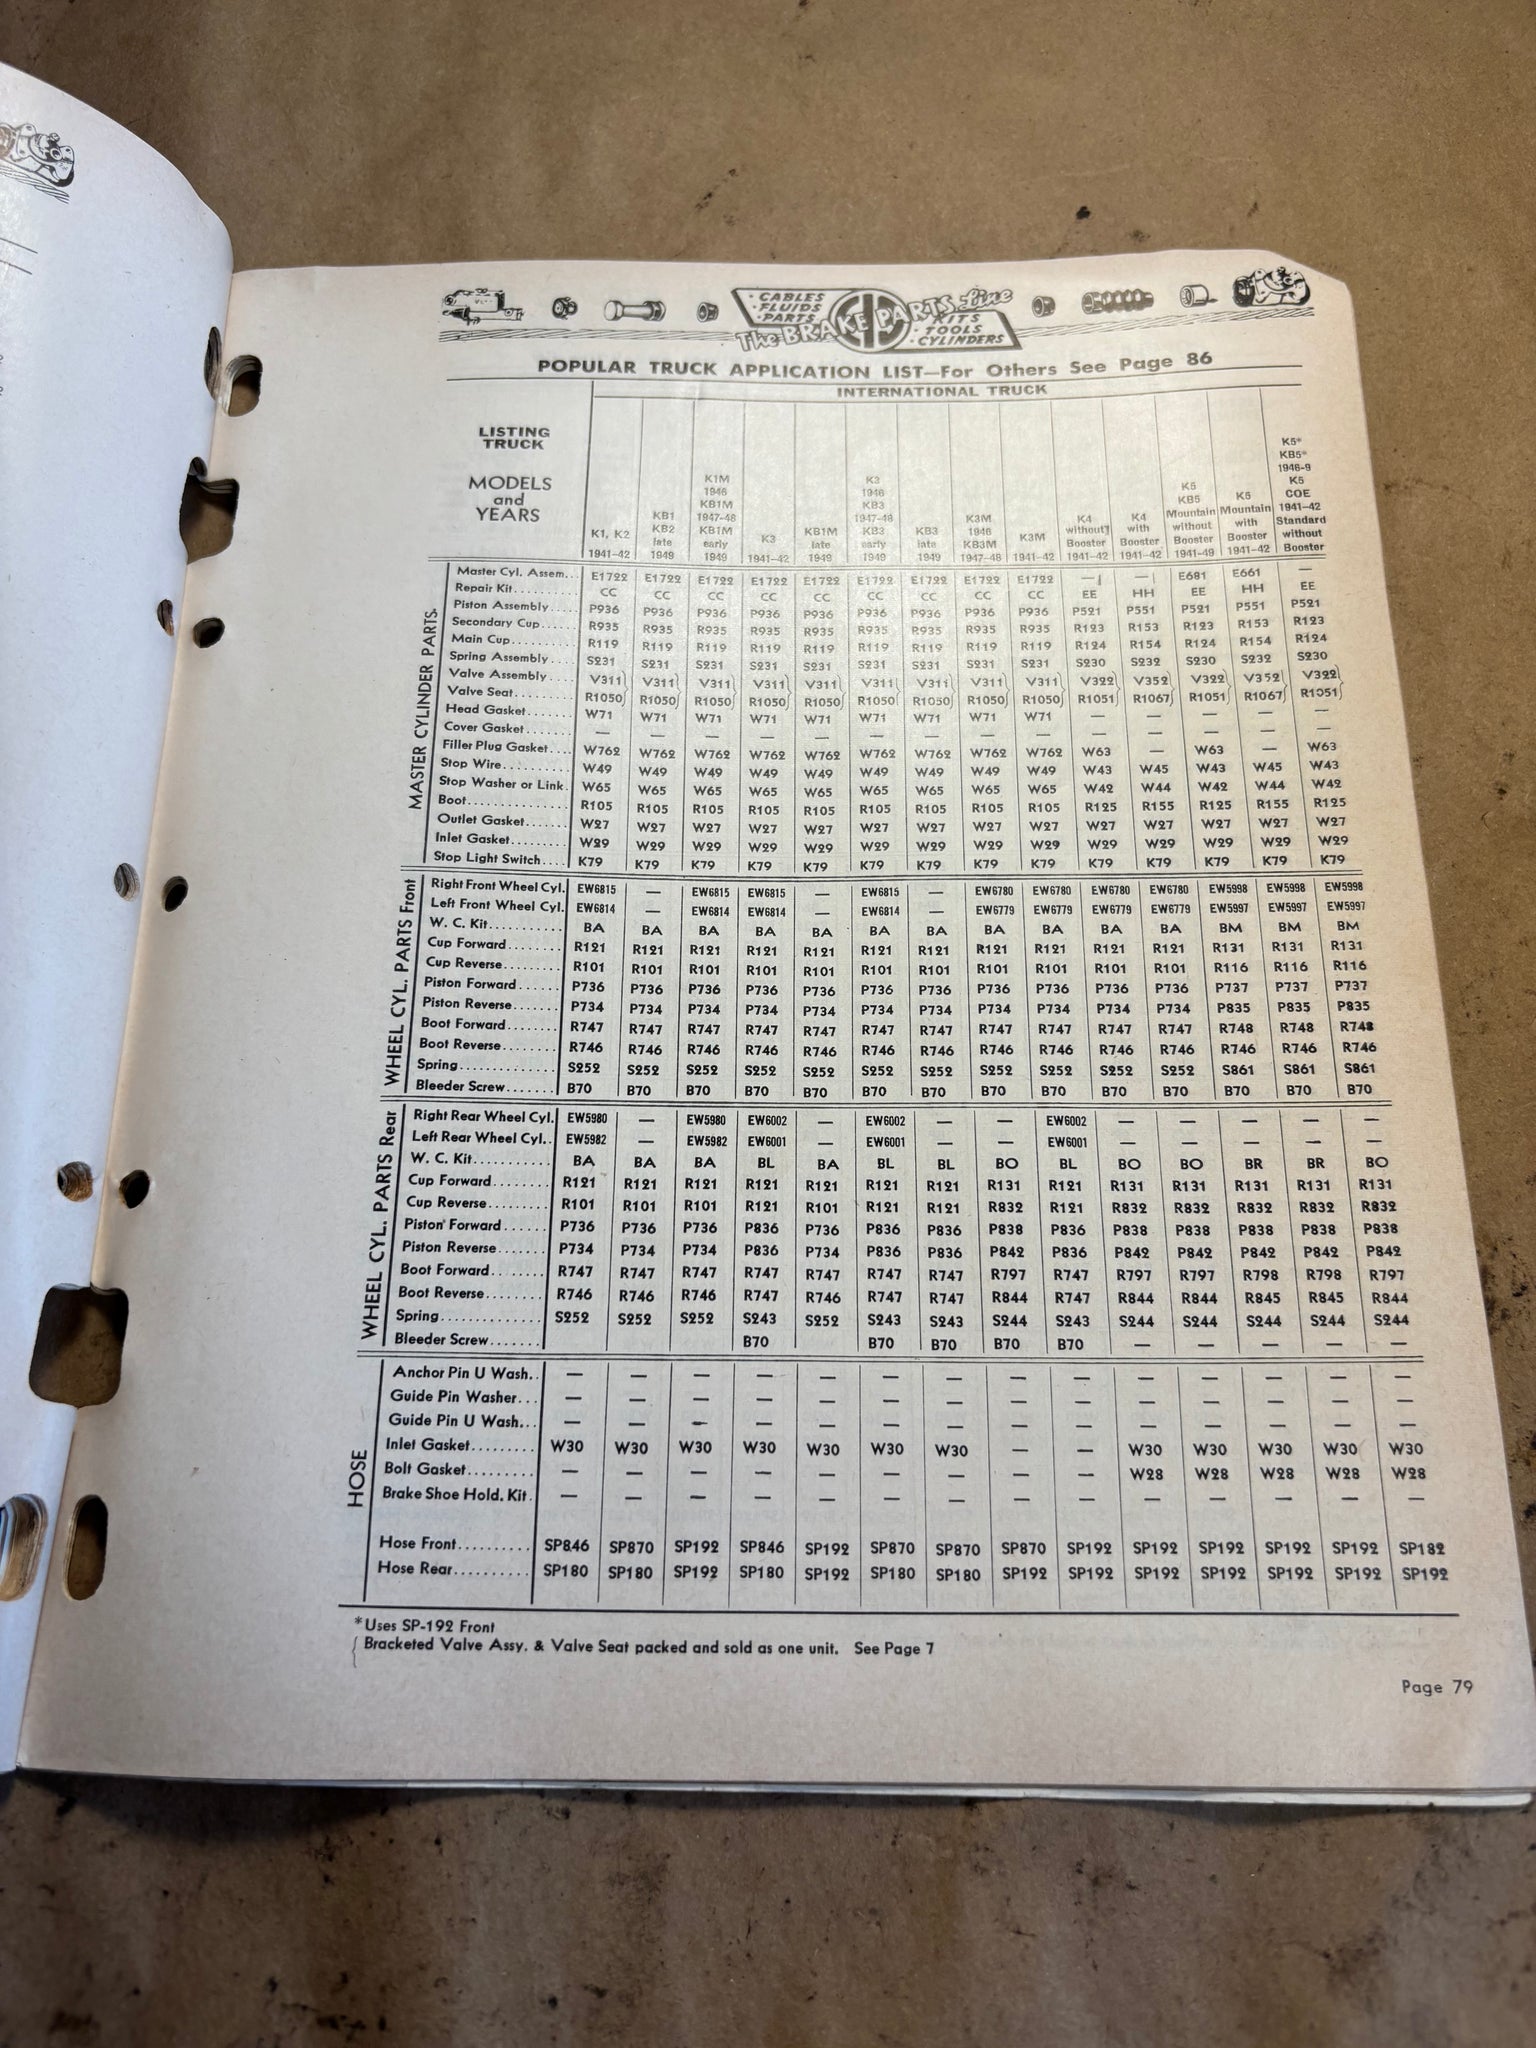 CABLES
FLUIDS
PARTS
The BRAKE PARTS Line
EIS
KITS
TOOLS
CYLINDERS
POPULAR TRUCK APPLICATION LIST—For Others See Page 86
INTERNATIONAL TRUCK
LISTING TRUCK
MODELS and YEARS
K1, K2 1941-42
KB1 KB2 late 1949
K1M 1946 KB1M 1947-48 KB1M early 1949
K3 1941-42
KB1M late 1949
K3 1946 KB3 1947-48 KB3 early 1949
KB3 late 1949
K3M 1946 KB3M 1947-48
K3M 1941-42
K4 without Booster 1941-42
K4 with Booster 1941-42
K5 KB5 Mountain without Booster 1941-49
K5 Mountain with Booster 1941-42
K5* KB5* 1946-9 K5 COE 1941-42 Standard without Booster
MASTER CYLINDER PARTS
Master Cyl. Assem... E1722 E1722 E1722 E1722 E1722 E1722 E1722 E1722 E1722 — — E681 E661 —
Repair Kit CC CC CC CC CC CC CC CC CC EE HH EE HH EE
Piston Assembly P936 P936 P936 P936 P936 P936 P936 P936 P936 P521 P551 P521 P551 P521
Secondary Cup R935 R935 R935 R935 R935 R935 R935 R935 R935 R123 R153 R123 R153 R123
Main Cup R119 R119 R119 R119 R119 R119 R119 R119 R119 R124 R154 R124 R154 R124
Spring Assembly S231 S231 S231 S231 S231 S231 S231 S231 S231 S230 S232 S230 S232 S230
Valve Assembly V311 V311 V311 V311 V311 V311 V311 V311 V311 V322 V352 V322 V352 V322
Valve Seat R1050 R1050 R1050 R1050 R1050 R1050 R1050 R1050 R1050 R1051 R1067 R1051 R1067 R1051
Head Gasket W71 W71 W71 W71 W71 W71 W71 W71 W71 — — — — —
Cover Gasket — — — — — — — — — — — — — —
Filler Plug Gasket W762 W762 W762 W762 W762 W762 W762 W762 W762 W63 — W63 — W63
Stop Wire W49 W49 W49 W49 W49 W49 W49 W49 W49 W43 W45 W43 W45 W43
Stop Washer or Link W65 W65 W65 W65 W65 W65 W65 W65 W65 W42 W44 W42 W44 W42
Boot R105 R105 R105 R105 R105 R105 R105 R105 R105 R125 R155 R125 R155 R125
Outlet Gasket W27 W27 W27 W27 W27 W27 W27 W27 W27 W27 W27 W27 W27 W27
Inlet Gasket W29 W29 W29 W29 W29 W29 W29 W29 W29 W29 W29 W29 W29 W29
Stop Light Switch K79 K79 K79 K79 K79 K79 K79 K79 K79 K79 K79 K79 K79 K79
WHEEL CYL. PARTS Front
Right Front Wheel Cyl. EW6815 — EW6815 EW6815 — EW6815 — EW6780 EW6780 EW6780 EW6780 EW5998 EW5998 EW5998
Left Front Wheel Cyl. EW6814 — EW6814 EW6814 — EW6814 — EW6779 EW6779 EW6779 EW6779 EW5997 EW5997 EW5997
W. C. Kit BA BA BA BA BA BA BA BA BA BA BA BM BM BM
Cup Forward R121 R121 R121 R121 R121 R121 R121 R121 R121 R121 R121 R131 R131 R131
Cup Reverse R101 R101 R101 R101 R101 R101 R101 R101 R101 R101 R101 R116 R116 R116
Piston Forward P736 P736 P736 P736 P736 P736 P736 P736 P736 P736 P736 P737 P737 P737
Piston Reverse P734 P734 P734 P734 P734 P734 P734 P734 P734 P734 P734 P835 P835 P835
Boot Forward R747 R747 R747 R747 R747 R747 R747 R747 R747 R747 R747 R748 R748 R748
Boot Reverse R746 R746 R746 R746 R746 R746 R746 R746 R746 R746 R746 R746 R746 R746
Spring S252 S252 S252 S252 S252 S252 S252 S252 S252 S252 S252 S861 S861 S861
Bleeder Screw B70 B70 B70 B70 B70 B70 B70 B70 B70 B70 B70 B70 B70 B70
WHEEL CYL. PARTS Rear
Right Rear Wheel Cyl. EW5980 — EW5980 EW6002 — EW6002 — — EW6002 — — — — —
Left Rear Wheel Cyl. EW5982 — EW5982 EW6001 — EW6001 — — EW6001 — — — — —
W. C. Kit BA BA BA BL BA BL BL BO BL BO BO BR BR BO
Cup Forward R121 R121 R121 R121 R121 R121 R121 R131 R121 R131 R131 R131 R131 R131
Cup Reverse R101 R101 R101 R121 R101 R121 R121 R832 R121 R832 R832 R832 R832 R832
Piston Forward P736 P736 P736 P836 P736 P836 P836 P838 P836 P838 P838 P838 P838 P838
Piston Reverse P734 P734 P734 P836 P734 P836 P836 P842 P836 P842 P842 P842 P842 P842
Boot Forward R747 R747 R747 R747 R747 R747 R747 R797 R747 R797 R797 R798 R798 R797
Boot Reverse R746 R746 R746 R747 R746 R747 R747 R844 R747 R844 R844 R845 R845 R844
Spring S252 S252 S252 S243 S252 S243 S243 S244 S243 S244 S244 S244 S244 S244
Bleeder Screw B70 B70 B70 B70 B70 — — — — —
HOSE
Anchor Pin U Wash. — — — — — — — — — — — — — —
Guide Pin Washer — — — — — — — — — — — — — —
Guide Pin U Wash. — — — — — — — — — — — — — —
Inlet Gasket W30 W30 W30 W30 W30 W30 W30 — — W30 W30 W30 W30 W30
Bolt Gasket — — — — — — — — — W28 W28 W28 W28 W28
Brake Shoe Hold. Kit — — — — — — — — — — — — — —
Hose Front SP846 SP870 SP192 SP846 SP192 SP870 SP870 SP870 SP192 SP192 SP192 SP192 SP192 SP182
Hose Rear SP180 SP180 SP192 SP180 SP192 SP180 SP180 SP192 SP192 SP192 SP192 SP192 SP192 SP192
*Uses SP-192 Front
{ Bracketed Valve Assy. & Valve Seat packed and sold as one unit. See Page 7
Page 79